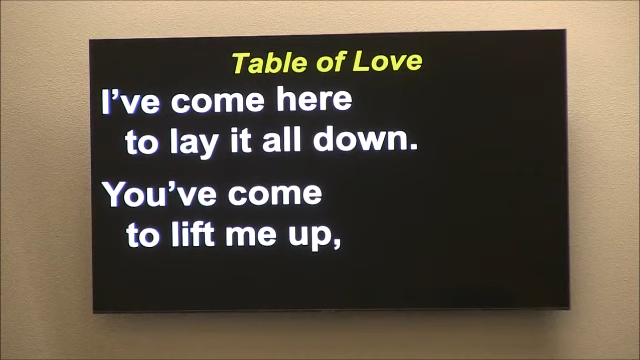 Table of Love
I've come here
to lay it all down.
You've come
to lift me up,